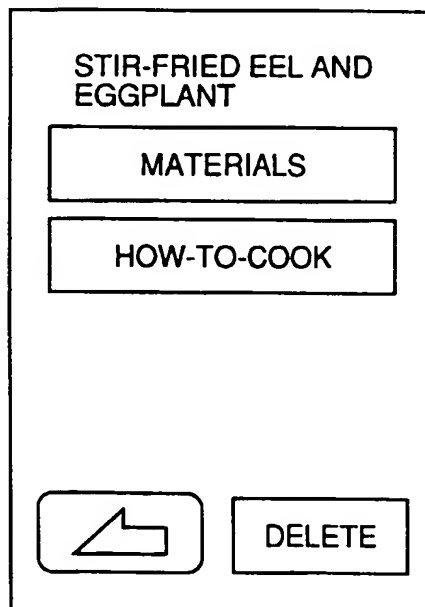 STIR-FRIED EEL AND
EGGPLANT
MATERIALS
HOW-TO-COOK
DELETE